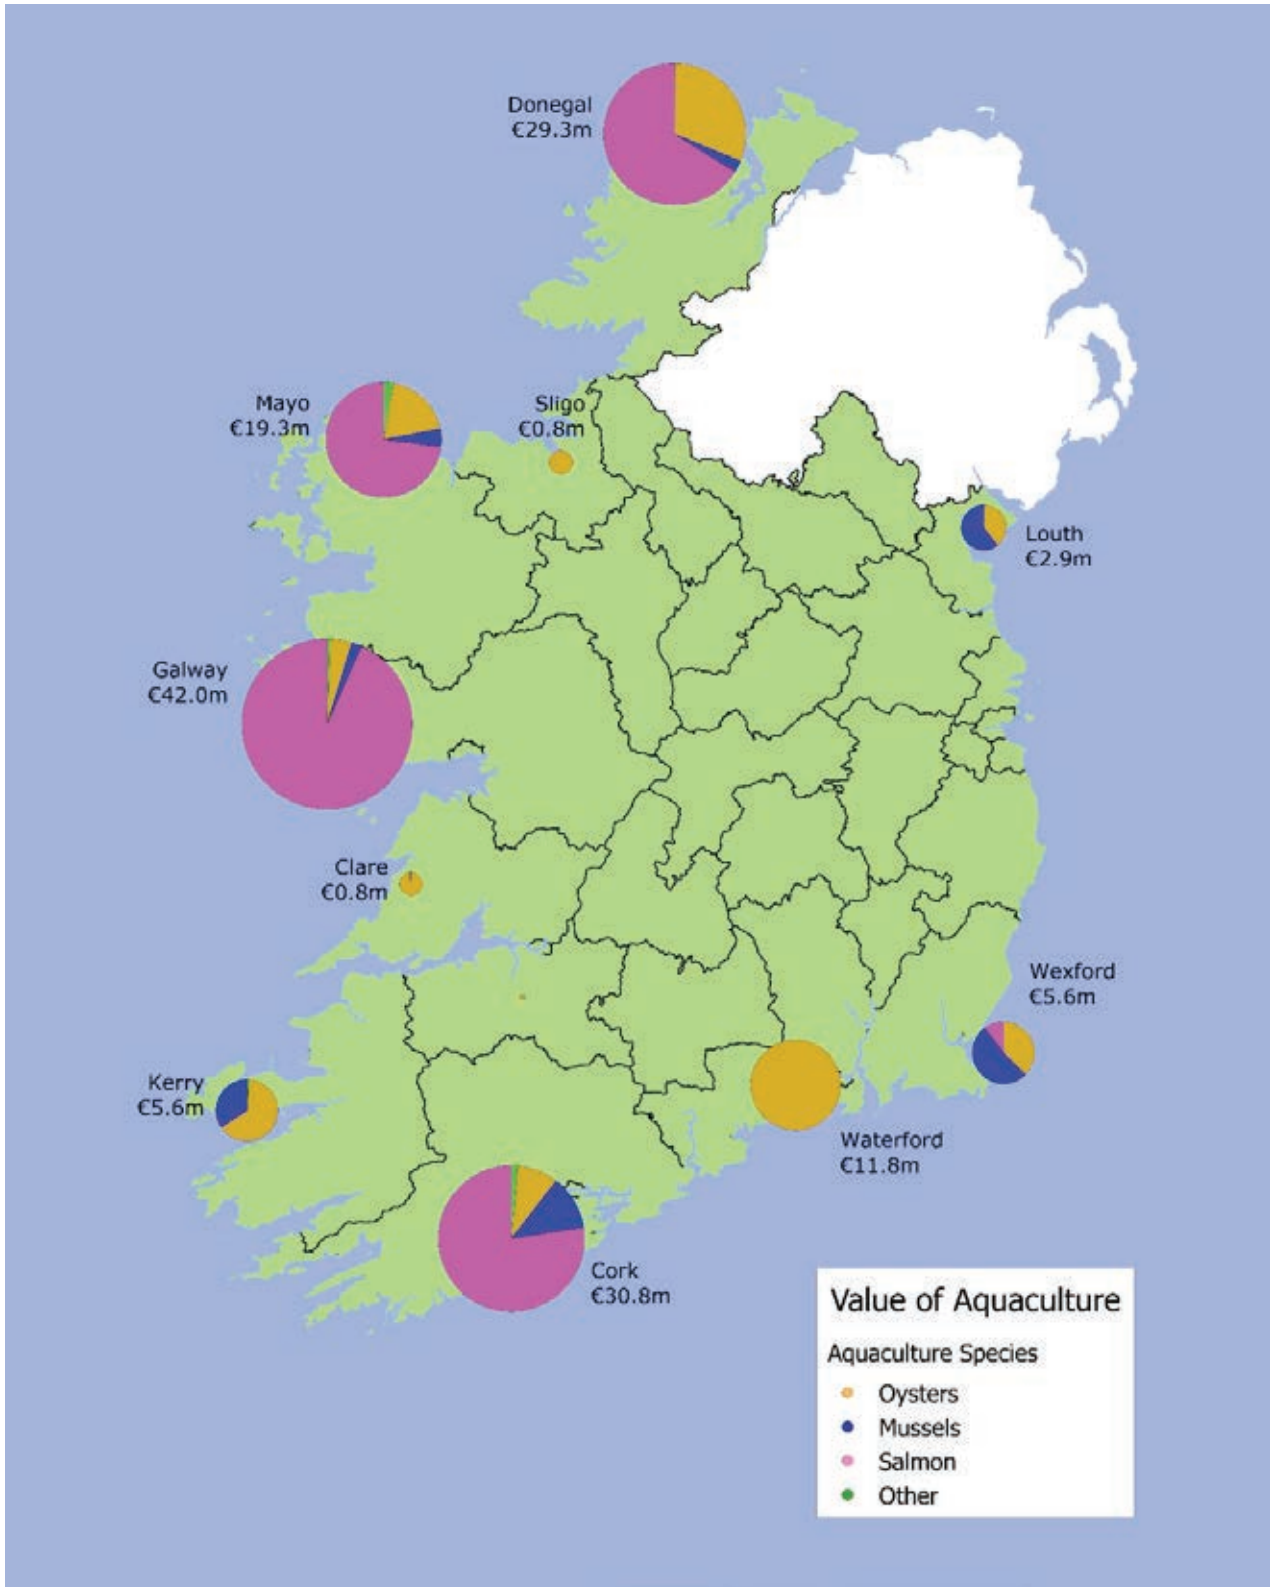 Donegal
€29.3m
Mayo
€19.3m
Sligo
€0.8m
Louth
€2.9m
Galway
€42.0m
Clare
€0.8m
Wexford
€5.6m
Kerry
€5.6m
Waterford
€11.8m
Cork
€30.8m
Value of Aquaculture
Aquaculture Species
Oysters
Mussels
Salmon
Other